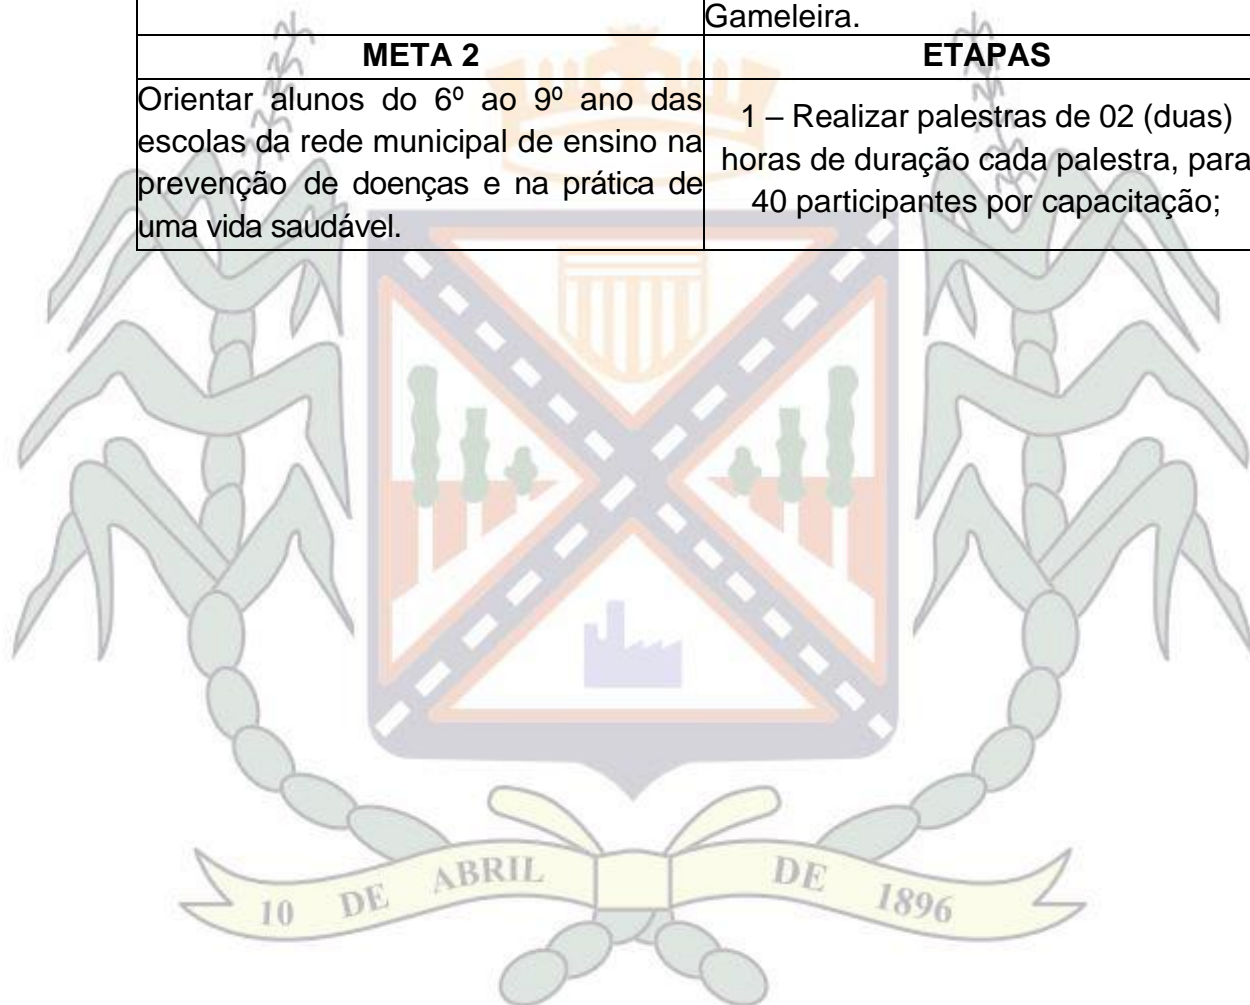 Gameleira.
META 2
ETAPAS
Orientar alunos do 6º ao 9º ano das
escolas da rede municipal de ensino na
prevenção de doenças e na prática de
uma vida saudável.
1 – Realizar palestras de 02 (duas)
horas de duração cada palestra, para
40 participantes por capacitação;
10 DE ABRIL DE 1896